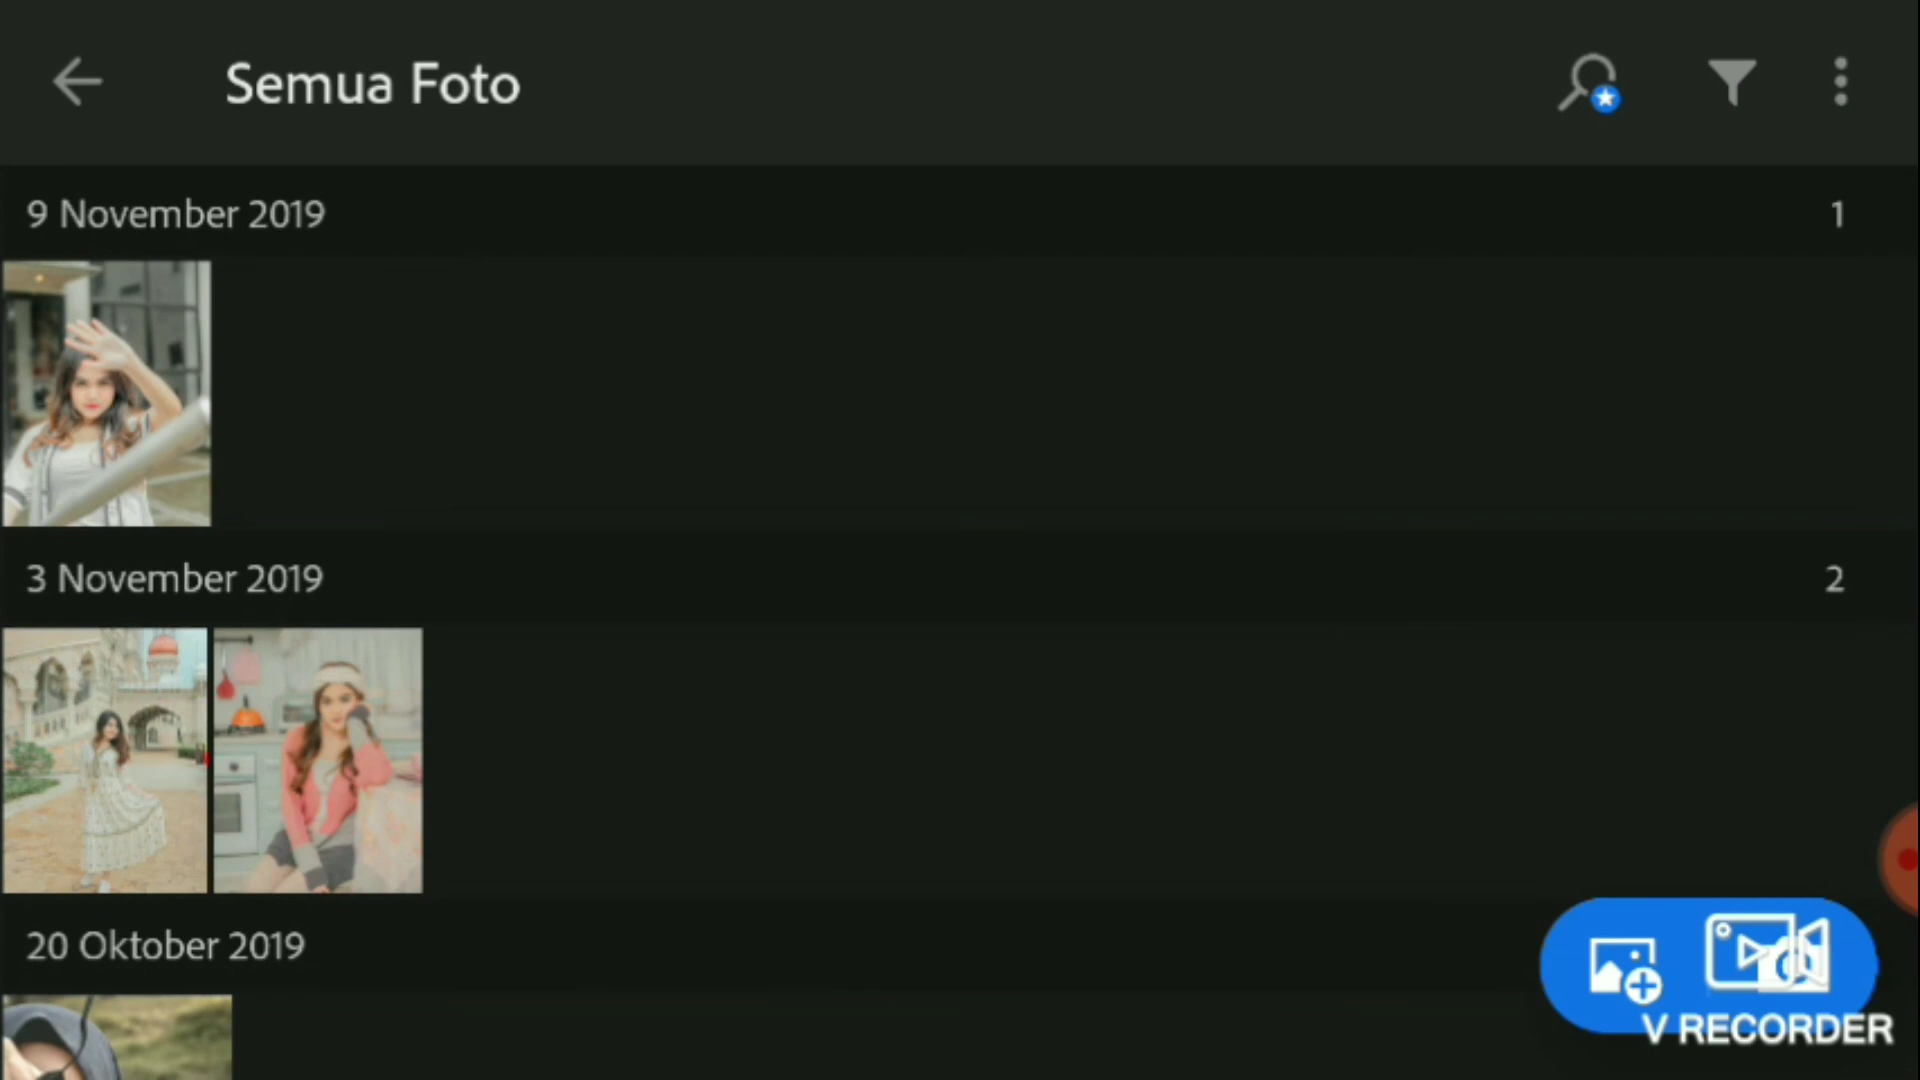 Semua Foto
9 November 2019 1
3 November 2019 2
20 Oktober 2019
V RECORDER